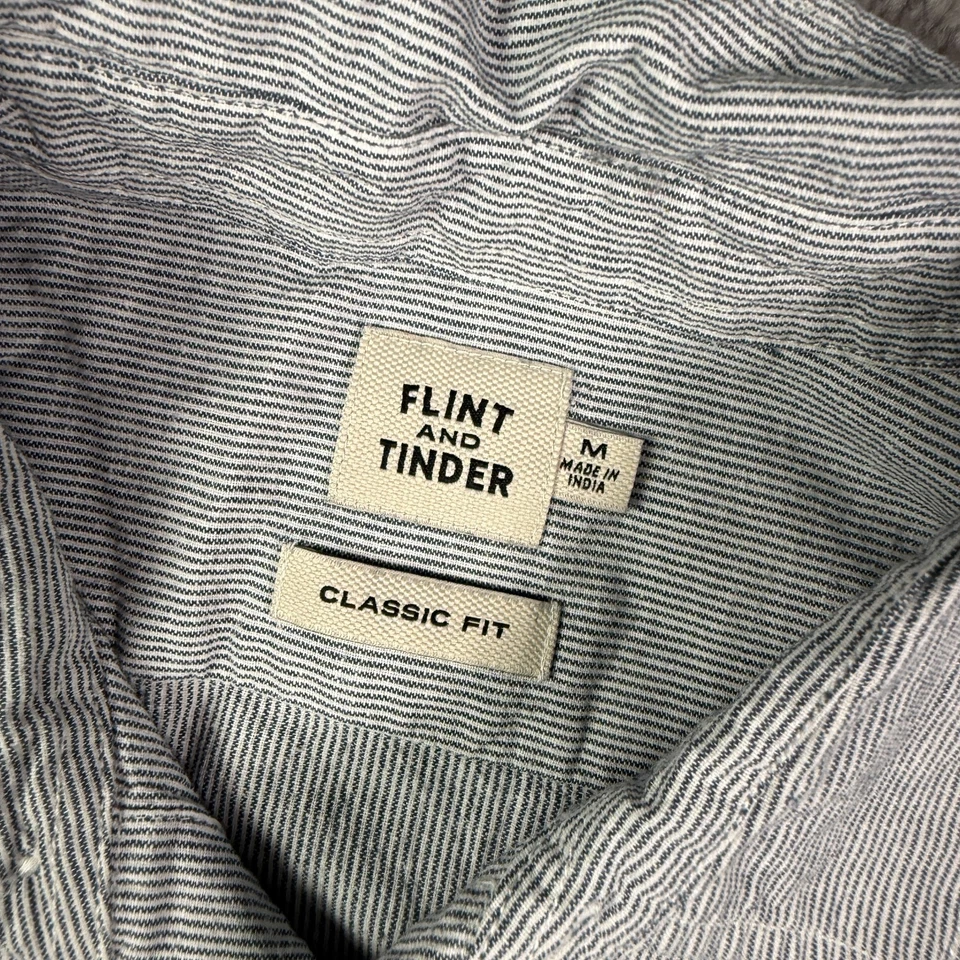 FLINT
AND
TINDER
M
MADE IN
INDIA
CLASSIC FIT